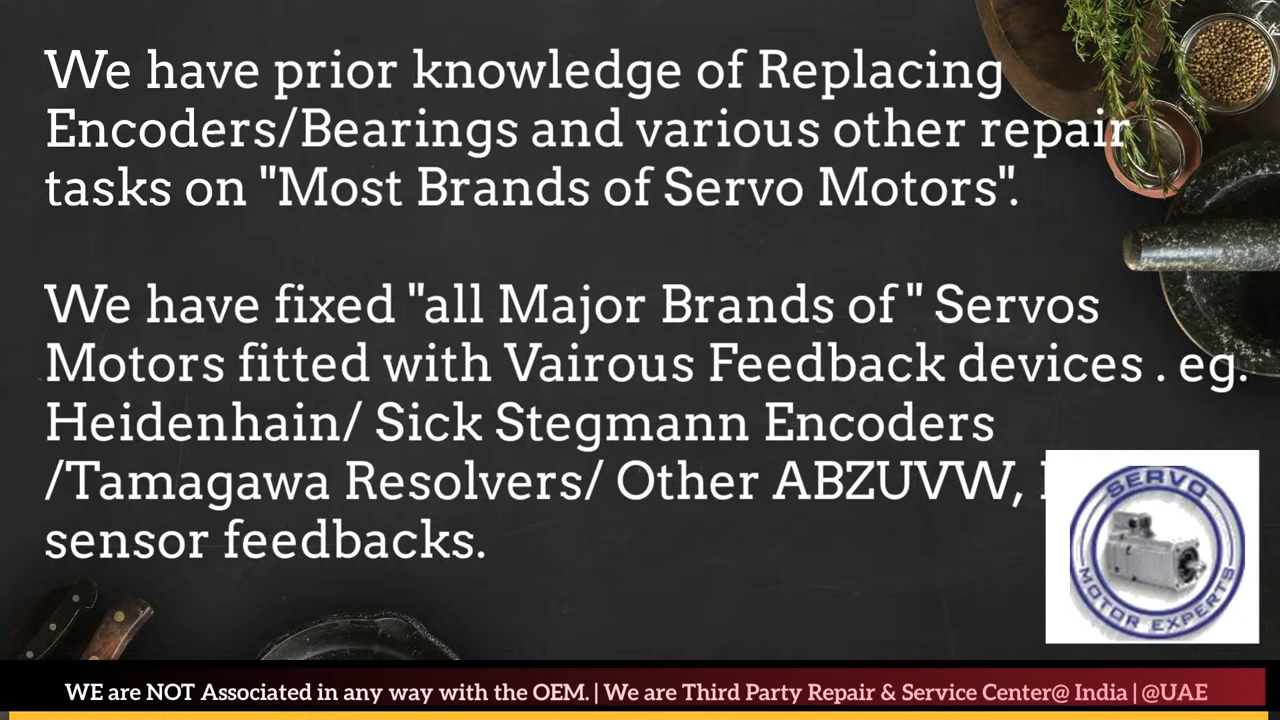 We have prior knowledge of Replacing
Encoders/Bearings and various other repair
tasks on "Most Brands of Servo Motors".
We have fixed "all Major Brands of " Servos
Motors fitted with Vairous Feedback devices . eg.
Heidenhain/ Sick Stegmann Encoders
/Tamagawa Resolvers/ Other ABZUVW,
sensor feedbacks.
SERVO
MOTOR EXPERTS
WE are NOT Associated in any way with the OEM. | We are Third Party Repair & Service Center@ India | @UAE